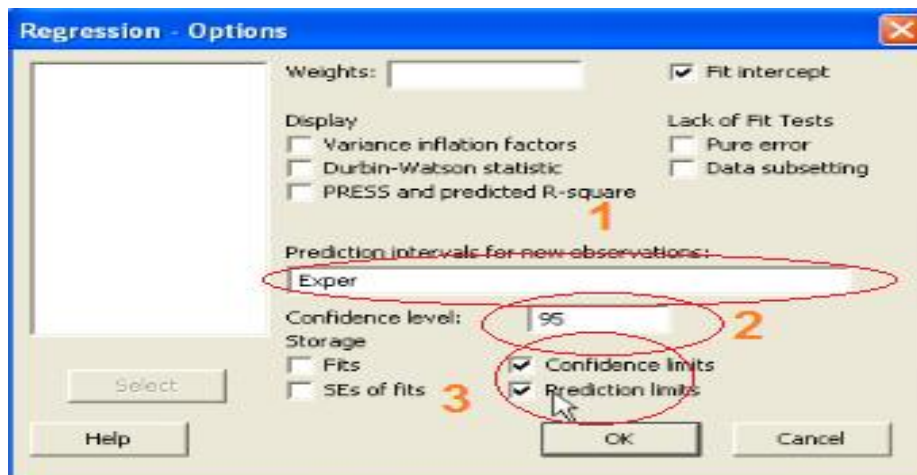 Regression - Options
Weights:
Fit intercept
Display
Lack of Fit Tests
Variance inflation factors
Pure error
Durbin-Watson statistic
Data subsetting
PRESS and predicted R-square
1
Prediction intervals for new observations:
Exper
Confidence level: 95 2
Storage
Fits
Confidence limits
Select
SEs of fits
3
Prediction limits
Help
OK
Cancel